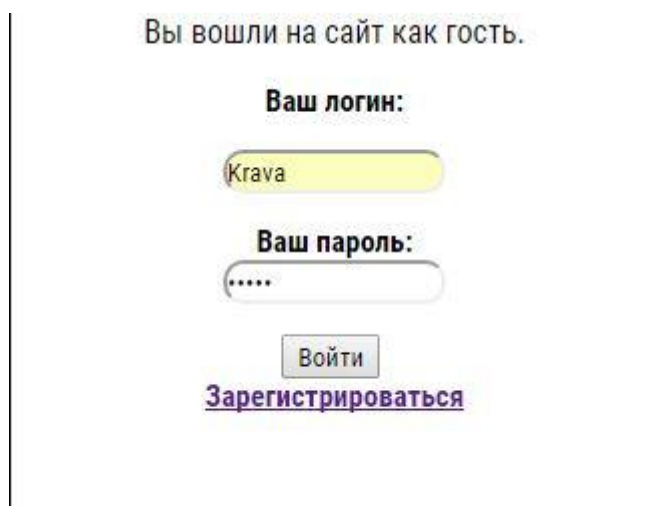 Вы вошли на сайт как гость.
Ваш логин:
Krava
Ваш пароль:
•••••
Войти
Зарегистрироваться